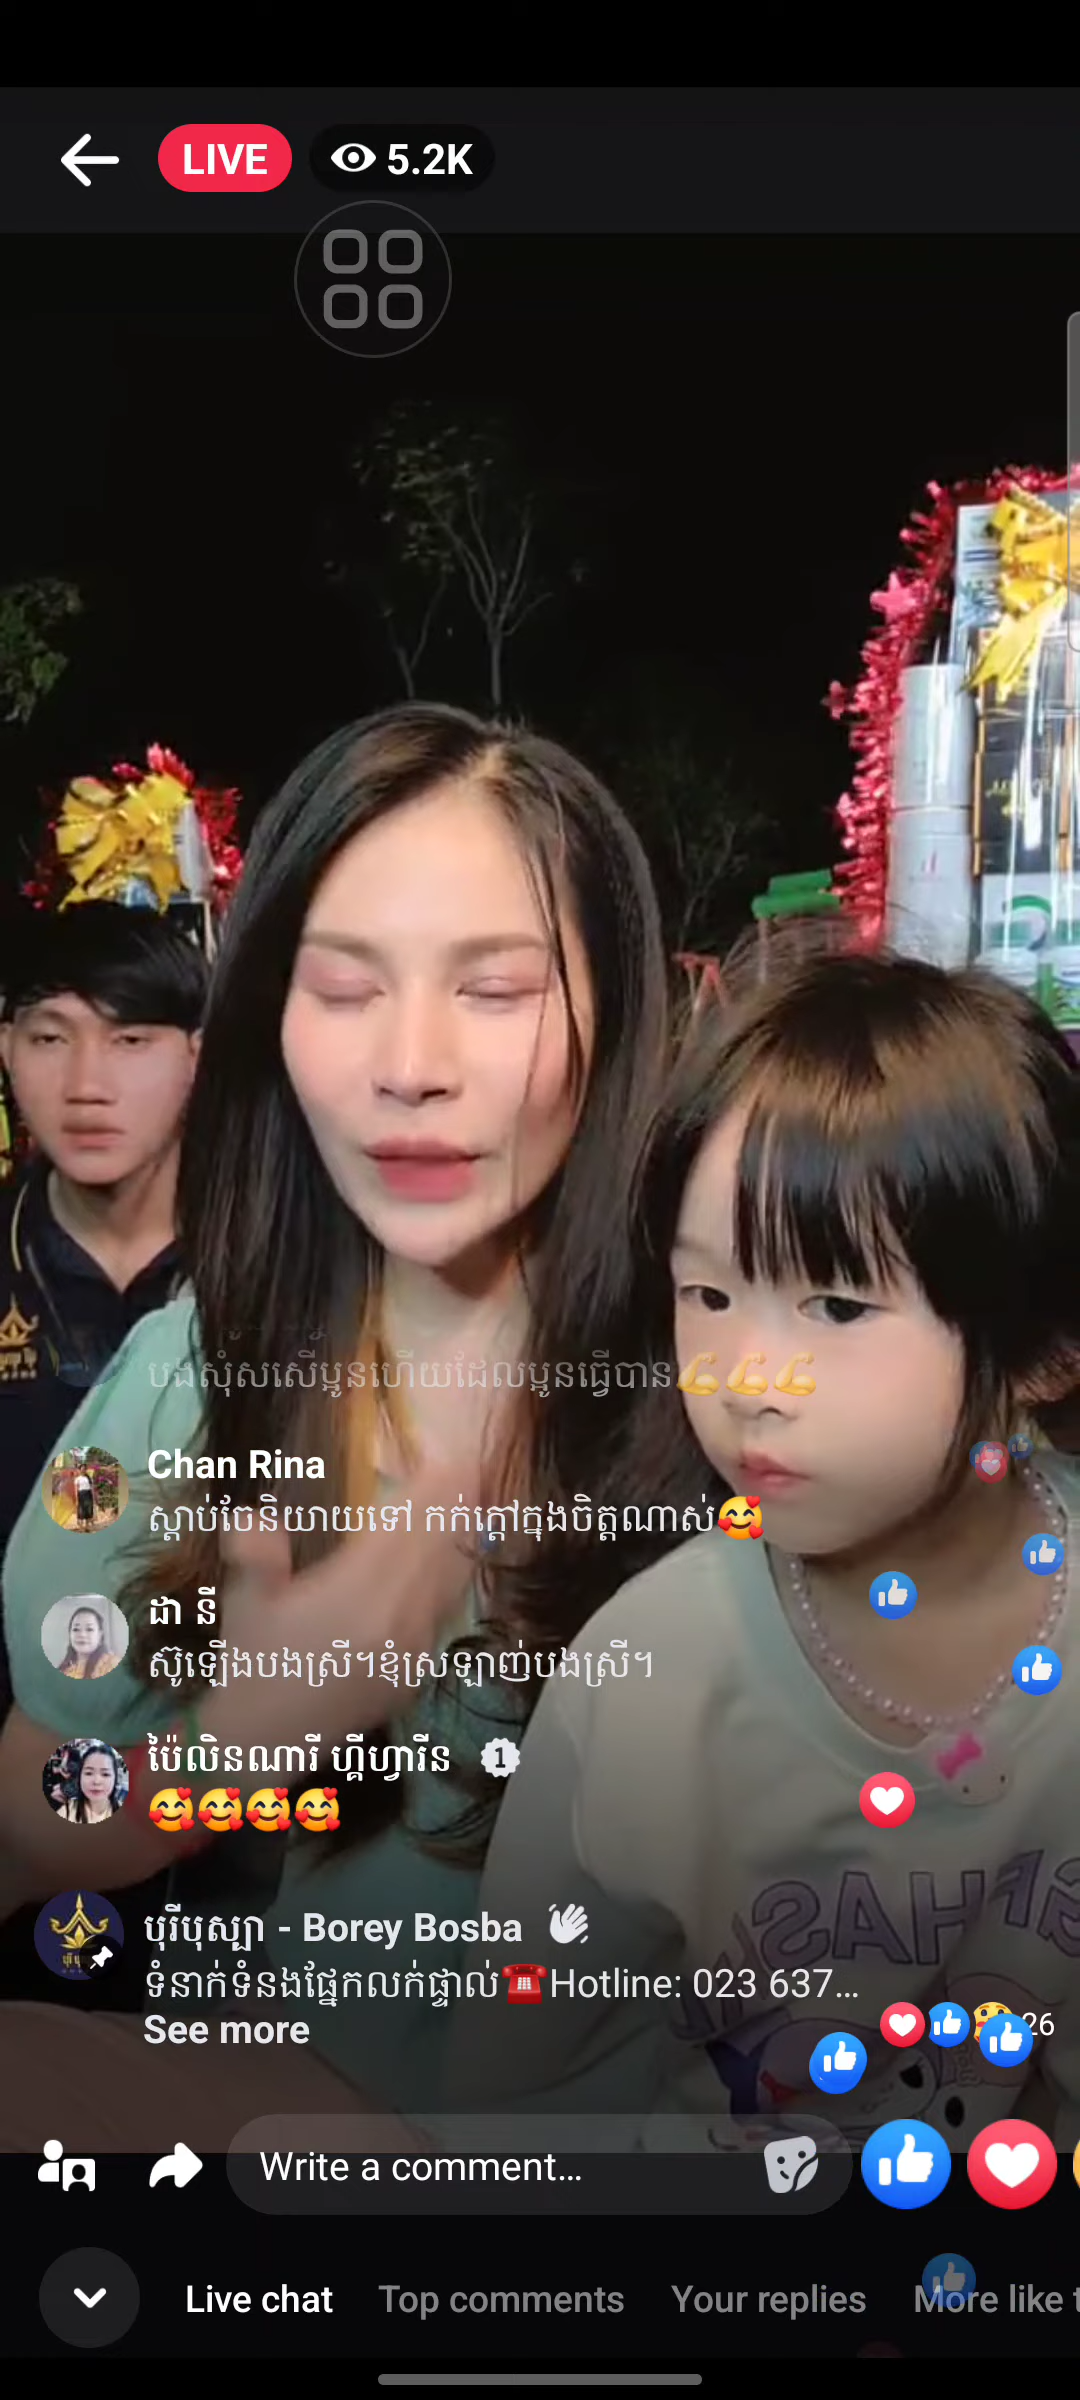 LIVE
5.2K
បងសុំសសើប្អូនហើយដែលប្អូនធ្វើបាន💪💪💪
Chan Rina
ស្តាប់ចែនិយាយទៅ កក់ក្តៅក្នុងចិត្តណាស់🥰
ដា នី
ស៊ូឡើងបងស្រី។ខ្ញុំស្រឡាញ់បងស្រី។
ប៉ៃលិនណារី ហ្គីហ្វារីន 1
🥰🥰🥰🥰
បុរីបុស្បា - Borey Bosba 👋
ទំនាក់ទំនងផ្នែកលក់ផ្ទាល់☎️Hotline: 023 637...
See more
26
Write a comment...
Live chat Top comments Your replies More like t